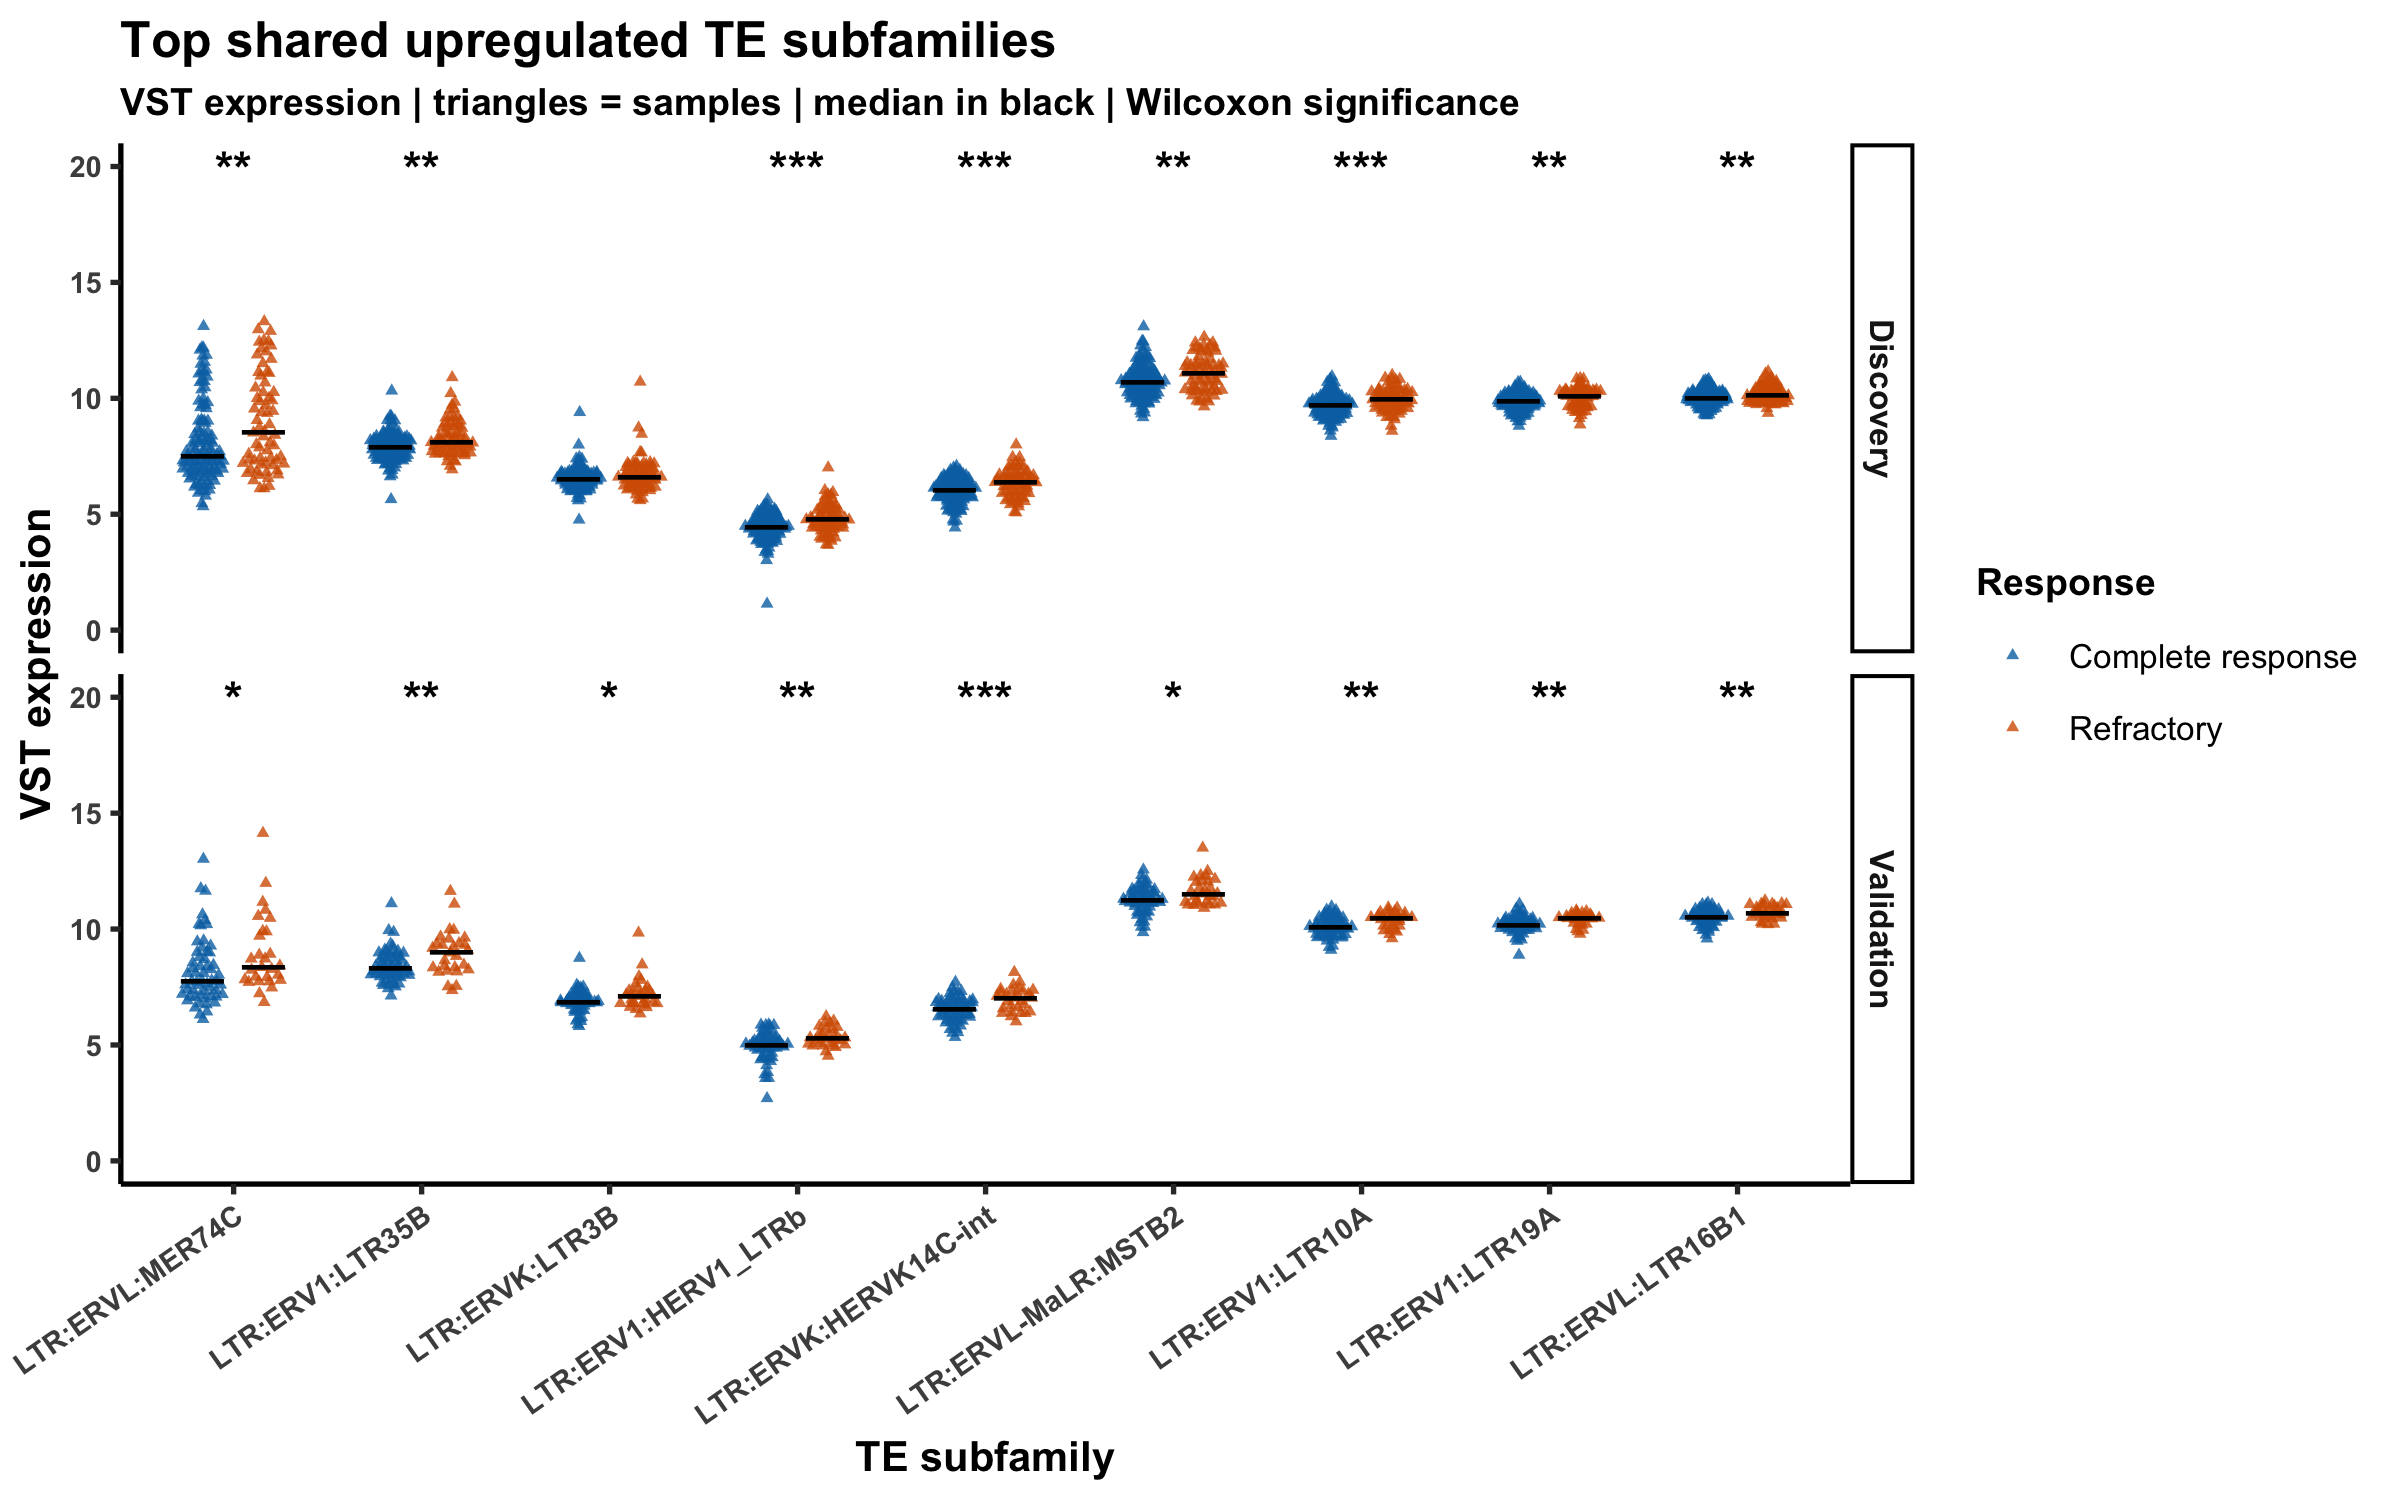 Top shared upregulated TE subfamilies
VST expression | triangles = samples | median in black | Wilcoxon significance
VST expression
20
15
10
5
0
** ** *** *** ** *** ** **
Discovery
20
15
10
5
0
* ** * ** *** * ** ** **
Validation
LTR:ERVL:MER74C
LTR:ERV1:LTR35B
LTR:ERVK:LTR3B
LTR:ERV1:HERV1_LTRb
LTR:ERVK:HERVK14C-int
LTR:ERVL-MaLR:MSTB2
LTR:ERV1:LTR10A
LTR:ERV1:LTR19A
LTR:ERVL:LTR16B1
TE subfamily
Response
Complete response
Refractory